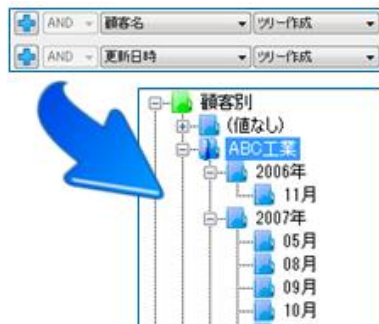 AND 顧客名 ツリー作成
AND 更新日時 ツリー作成
顧客別
(値なし)
ABC工業
2006年
11月
2007年
05月
08月
09月
10月